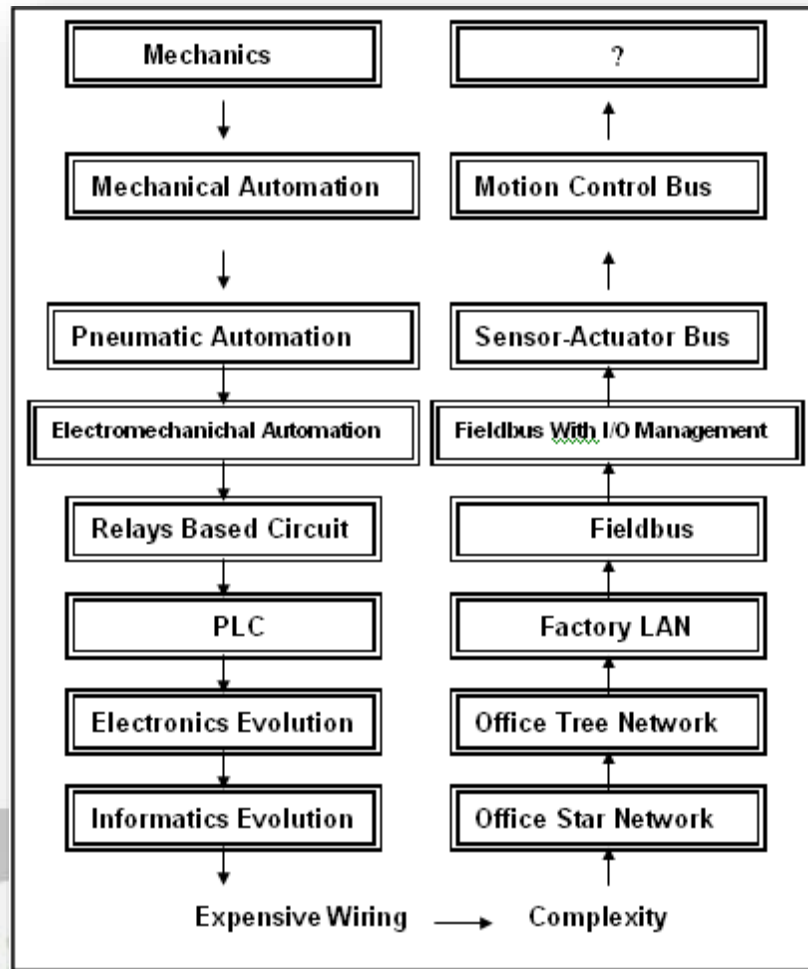 Mechanics
Mechanical Automation
Pneumatic Automation
Electromechanichal Automation
Relays Based Circuit
PLC
Electronics Evolution
Informatics Evolution
Expensive Wiring
Complexity
Office Star Network
Office Tree Network
Factory LAN
Fieldbus
Fieldbus With I/O Management
Sensor-Actuator Bus
Motion Control Bus
?